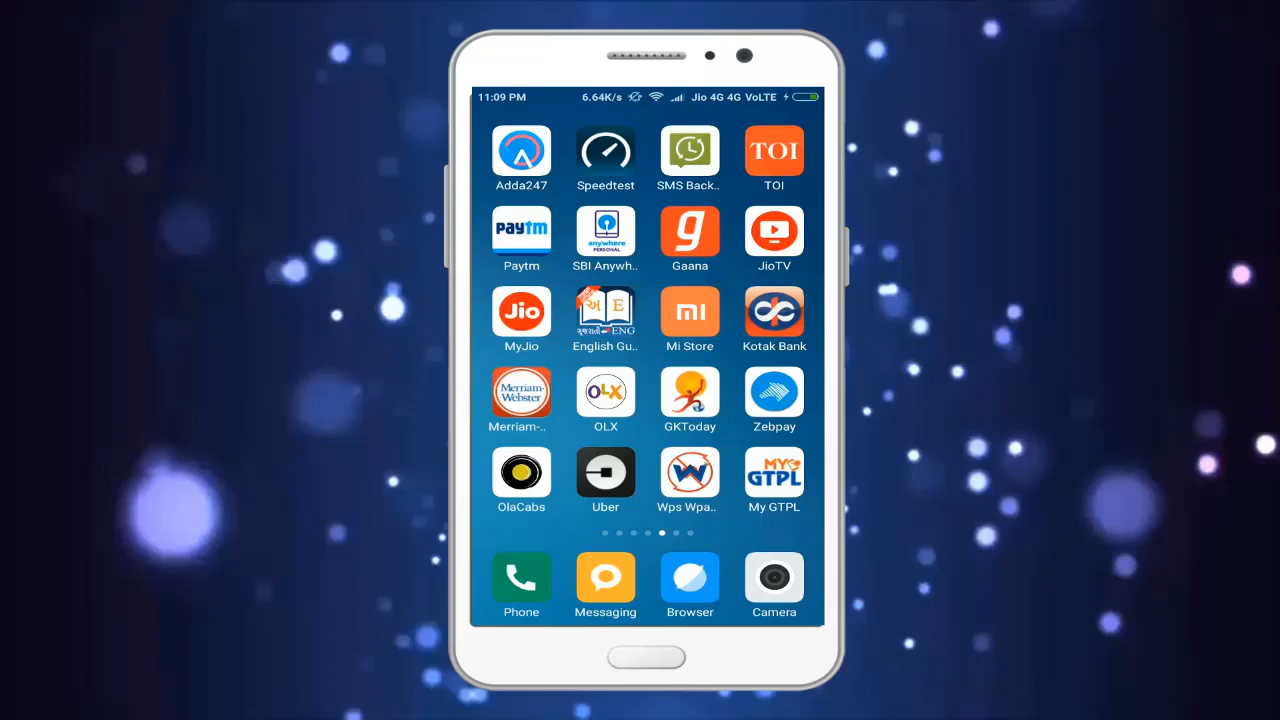 11:09 PM 6.64K/s Jio 4G 4G VoLTE
TOI
Adda247 Speedtest SMS Back.. TOI
paytm
anywhere
PERSONAL
g
Paytm SBI Anywh.. Gaana JioTV
Jio
અ E
ગુજરાતી ENG
mi
MyJio English Gu.. Mi Store Kotak Bank
Merriam-
Webster
OLX
Merriam-.. OLX GKToday Zebpay
W
MY
GTPL
OlaCabs Uber Wps Wpa.. My GTPL
Phone Messaging Browser Camera